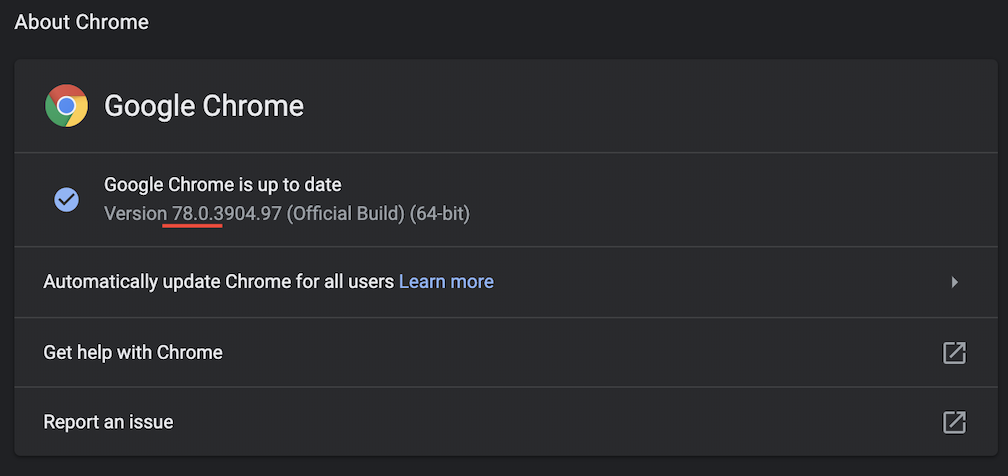 About Chrome
Google Chrome
Google Chrome is up to date
Version 78.0.3904.97 (Official Build) (64-bit)
Automatically update Chrome for all users Learn more
Get help with Chrome
Report an issue